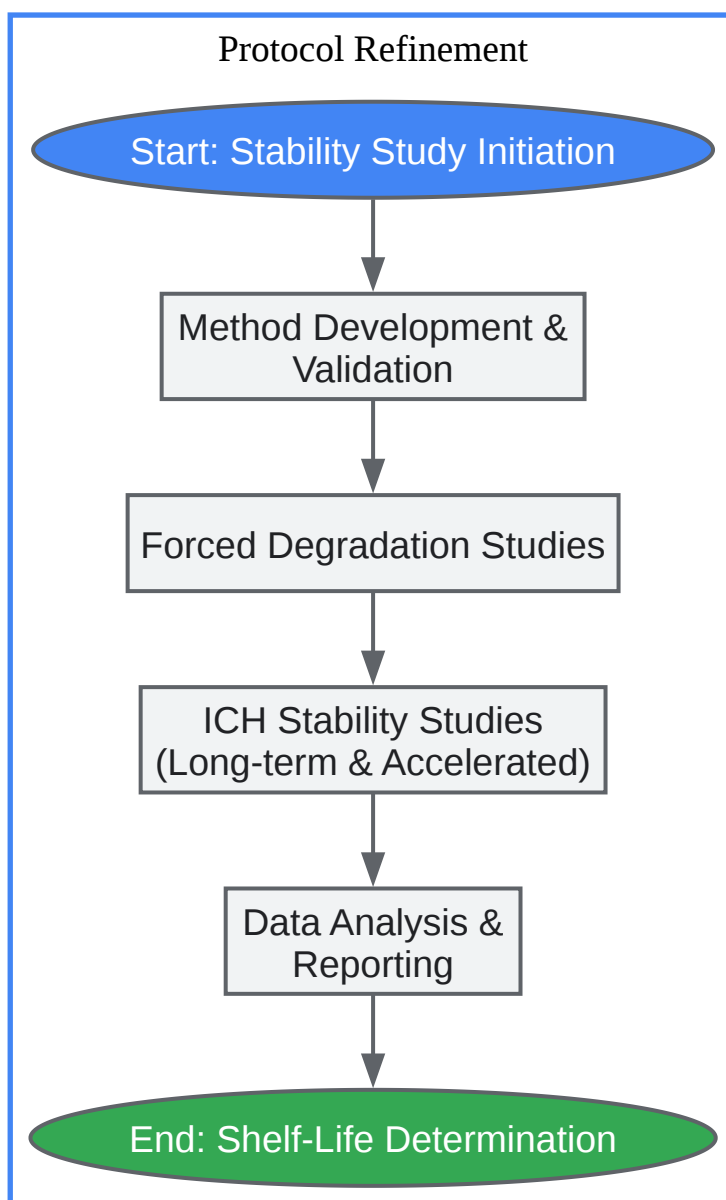 Protocol Refinement
Start: Stability Study Initiation
Method Development &
Validation
Forced Degradation Studies
ICH Stability Studies
(Long-term & Accelerated)
Data Analysis &
Reporting
End: Shelf-Life Determination